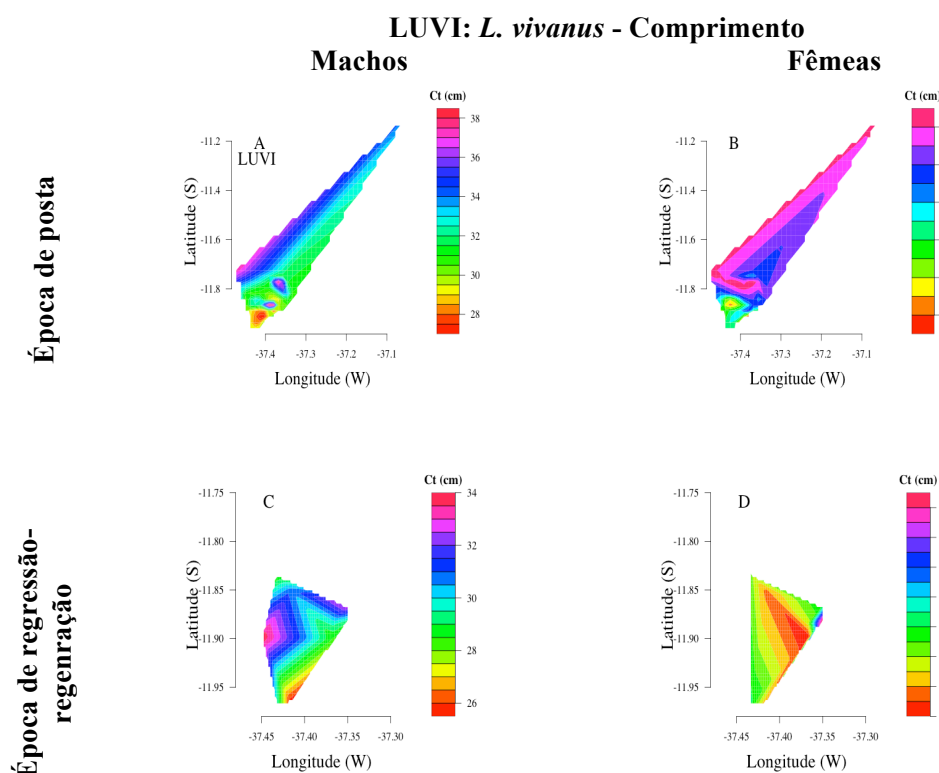 LUVI: L. vivanus - Comprimento
Machos
Fêmeas
Época de posta
Ct (cm)
38
36
34
32
30
28
A
LUVI
-11.2
-11.4
-11.6
-11.8
Latitude (S)
-37.4 -37.3 -37.2 -37.1
Longitude (W)
Ct (cm)
B
-11.2
-11.4
-11.6
-11.8
Latitude (S)
-37.4 -37.3 -37.2 -37.1
Longitude (W)
Época de regressão-
regenração
Ct (cm)
34
32
30
28
26
C
-11.75
-11.80
-11.85
-11.90
-11.95
Latitude (S)
-37.45 -37.40 -37.35 -37.30
Longitude (W)
Ct (cm)
D
-11.75
-11.80
-11.85
-11.90
-11.95
Latitude (S)
-37.45 -37.40 -37.35 -37.30
Longitude (W)